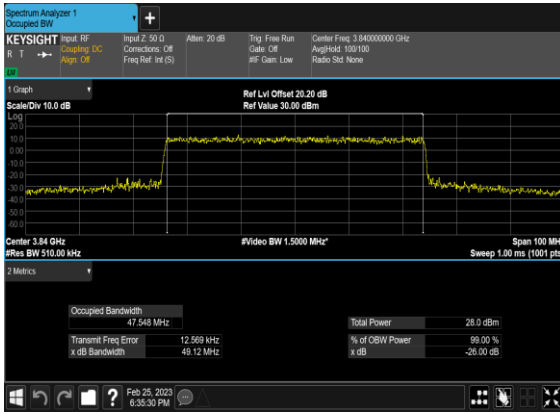 Spectrum Analyzer 1
Occupied BW
KEYSIGHT
R T
Input: RF
Coupling: DC
Align: Off
Input Z: 50 Ω
Corrections: Off
Freq Ref: Int (S)
Atten: 20 dB
Trig: Free Run
Gate: Off
#IF Gain: Low
Center Freq: 3.840000000 GHz
Avg|Hold: 100/100
Radio Std: None
1 Graph
Scale/Div 10.0 dB
Ref Lvl Offset 20.20 dB
Ref Value 30.00 dBm
Log
20.0
10.0
0.00
-10.0
-20.0
-30.0
-40.0
-50.0
-60.0
Center 3.84 GHz
#Res BW 510.00 kHz
#Video BW 1.5000 MHz*
Span 100 MH
Sweep 1.00 ms (1001 pts
2 Metrics
Occupied Bandwidth
47.548 MHz
Transmit Freq Error 12.569 kHz
x dB Bandwidth 49.12 MHz
Total Power 28.0 dBm
% of OBW Power 99.00 %
x dB -26.00 dB
Feb 25, 2023
6:35:30 PM